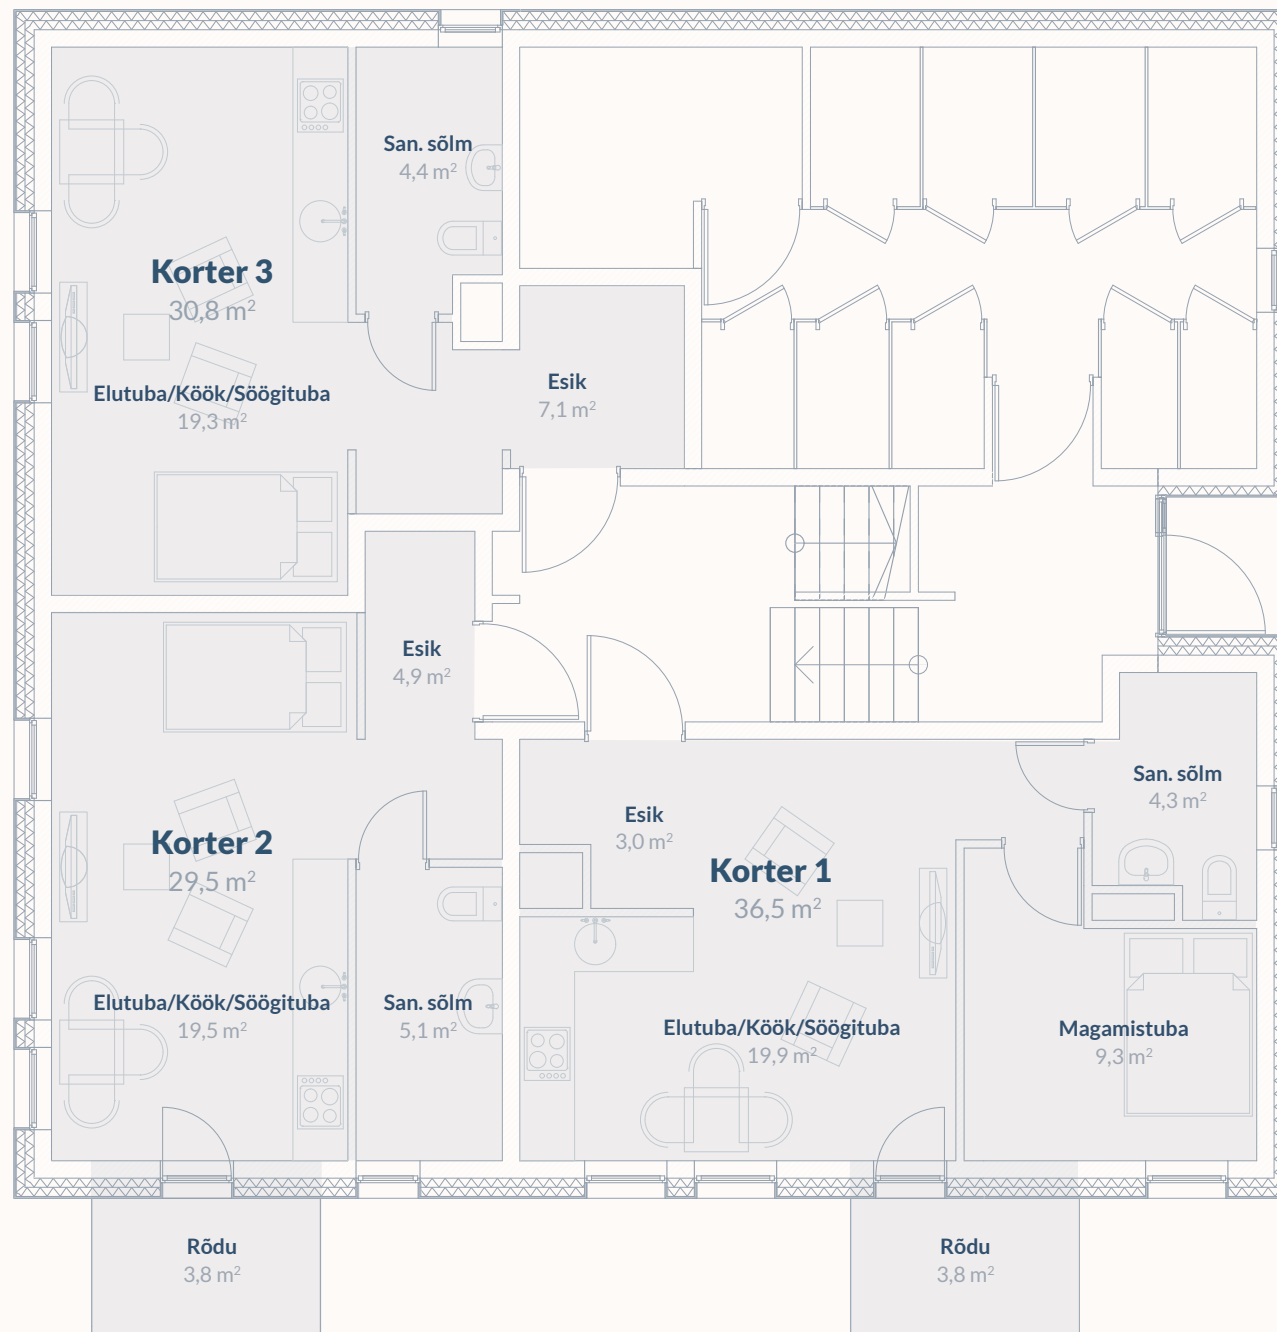 San. sõlm
4,4 m²
Korter 3
30,8 m²
Elutuba/Köök/Söögituba
19,3 m²
Esik
7,1 m²
Esik
4,9 m²
Korter 2
29,5 m²
Elutuba/Köök/Söögituba
19,5 m²
San. sõlm
5,1 m²
Esik
3,0 m²
Korter 1
36,5 m²
San. sõlm
4,3 m²
Elutuba/Köök/Söögituba
19,9 m²
Magamistuba
9,3 m²
Rõdu
3,8 m²
Rõdu
3,8 m²